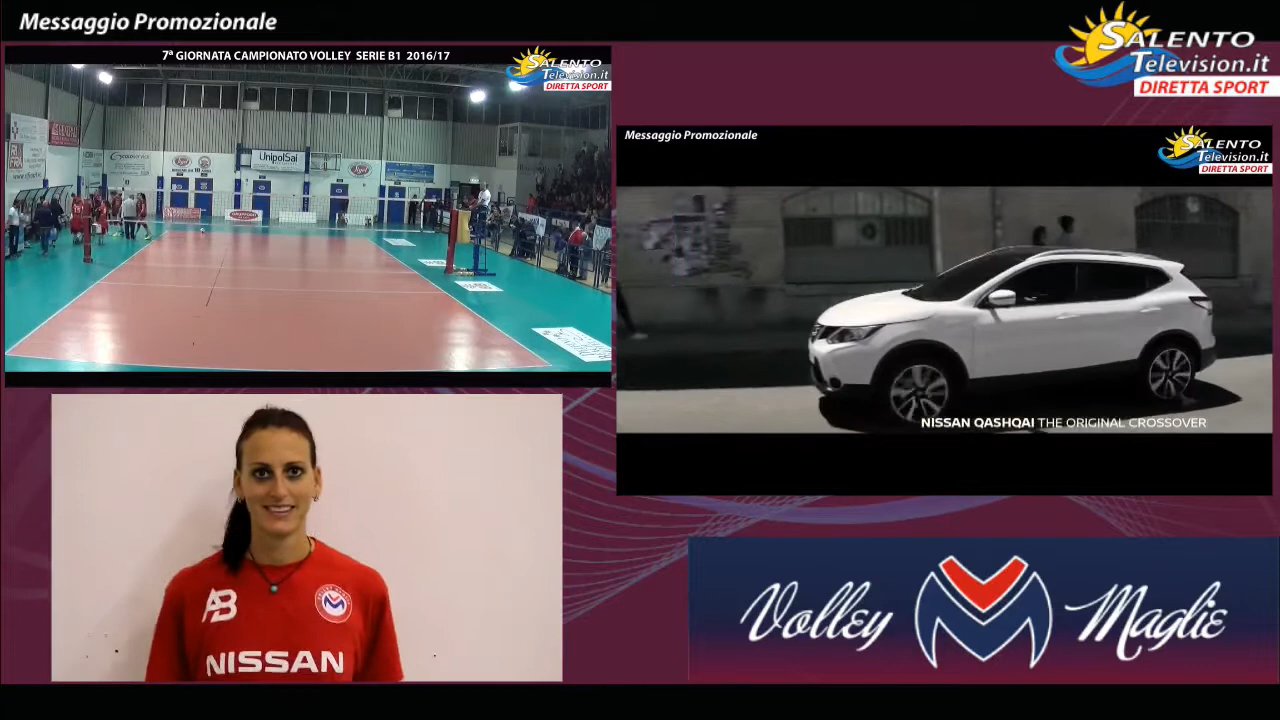 Messaggio Promozionale
SALENTO
Television.it
DIRETTA SPORT
7ª GIORNATA CAMPIONATO VOLLEY SERIE B1 2016/17
SALENTO
Television.it
DIRETTA SPORT
UnipolSai
Messaggio Promozionale
SALENTO
Television.it
DIRETTA SPORT
NISSAN QASHQAI THE ORIGINAL CROSSOVER
AB
NISSAN
Volley Maglie